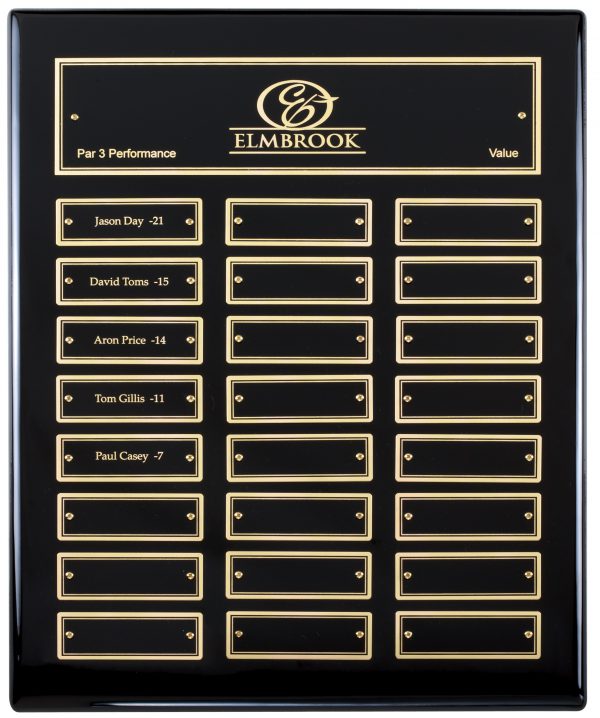 ELMBROOK
Par 3 Performance Value
Jason Day -21
David Toms -15
Aron Price -14
Tom Gillis -11
Paul Casey -7